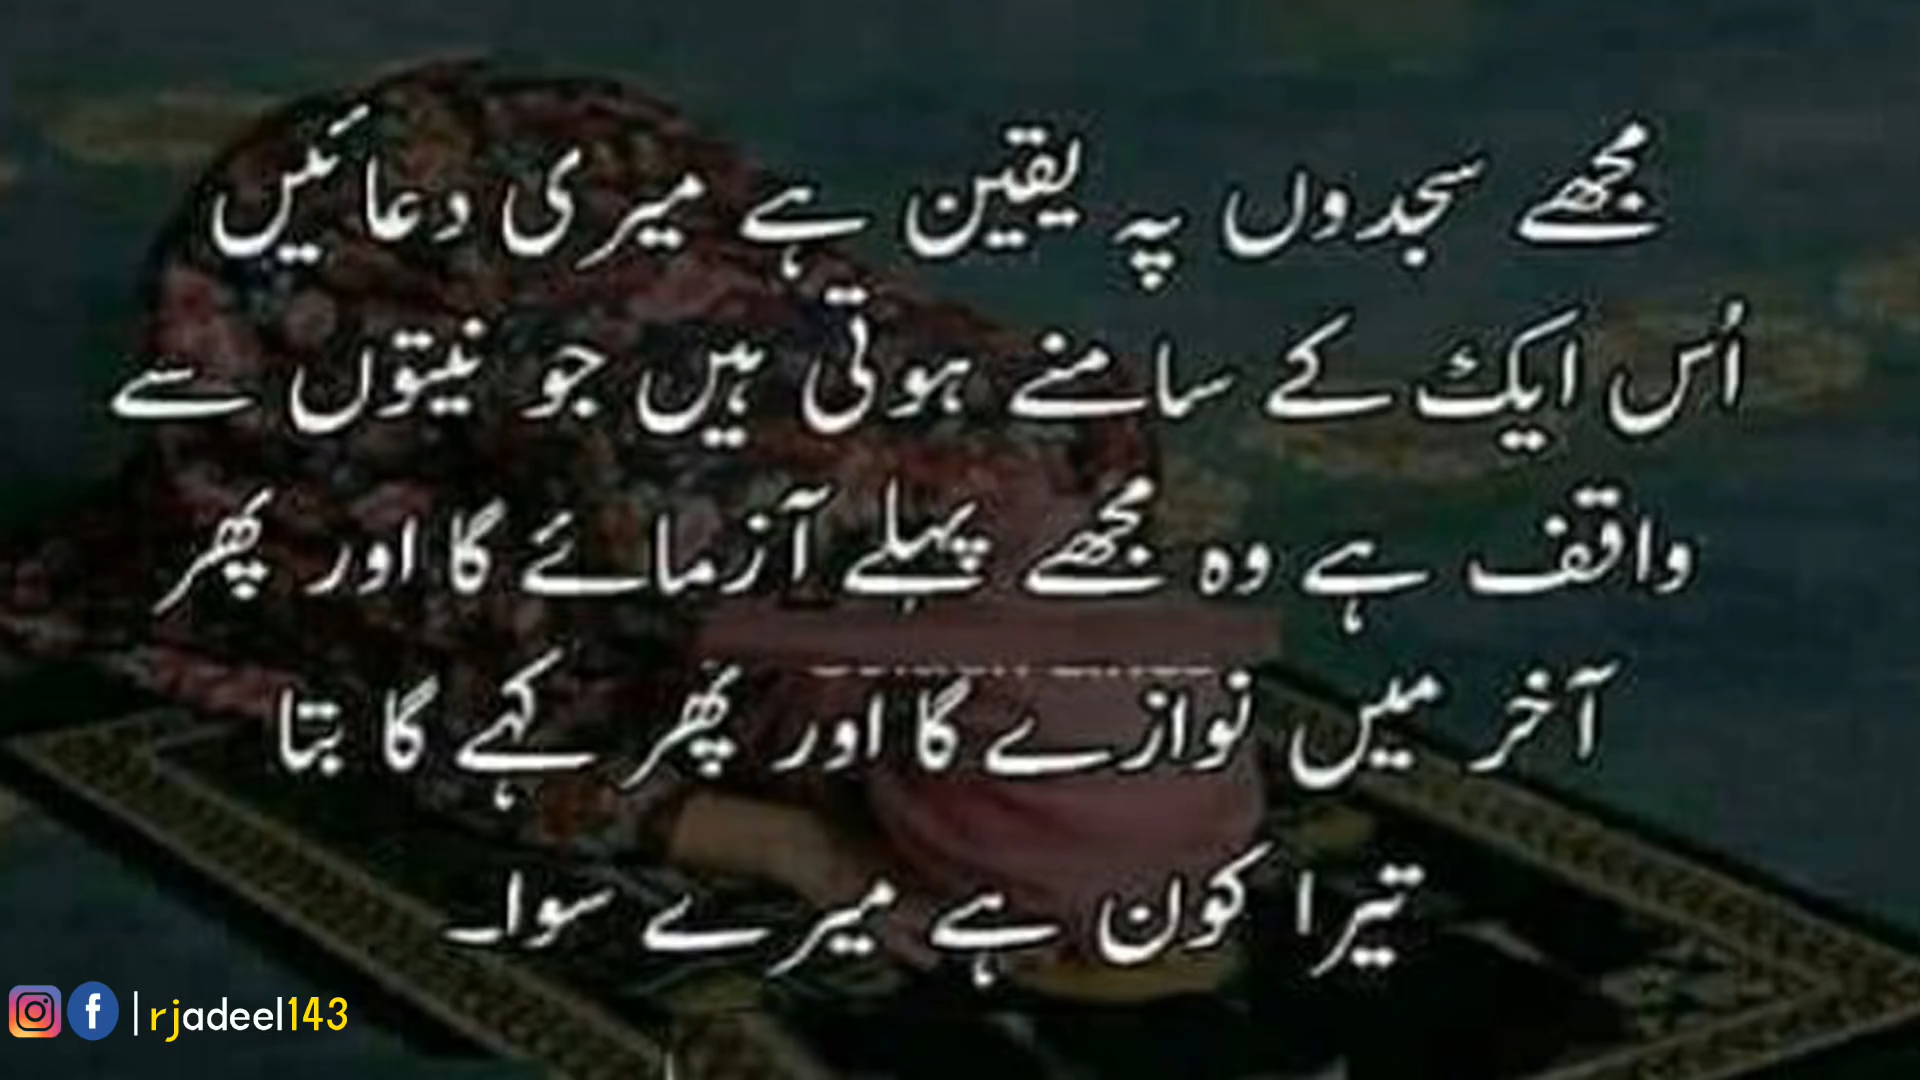 مجھے سجدوں پہ یقین ہے میری دعائیں
اُس ایک کے سامنے ہوتی ہیں جو نیتوں سے
واقف ہے وہ مجھے پہلے آزمائے گا اور پھر
آخر میں نوازے گا اور پھر کہے گا بتا
تیرا کون ہے میرے سوا۔
|rjadeel143